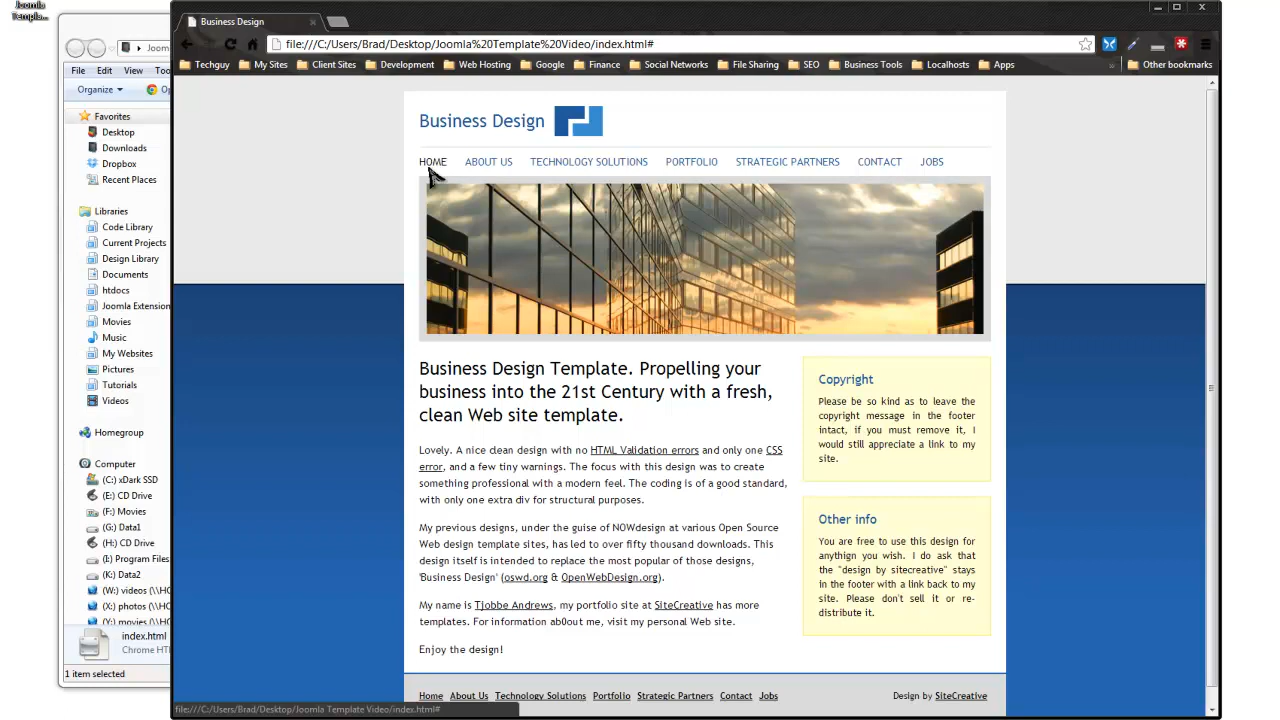 Joomla
Templa...
Business Design
Joom
file:///C:/Users/Brad/Desktop/Joomla%20Template%20Video/index.html#
File Edit View Too
Techguy My Sites Client Sites Development Web Hosting Google Finance Social Networks File Sharing SEO Business Tools Localhosts Apps » Other bookmarks
Organize Op
Favorites
Desktop
Downloads
Dropbox
Recent Places
Libraries
Code Library
Current Projects
Design Library
Documents
htdocs
Joomla Extension
Movies
Music
My Websites
Pictures
Tutorials
Videos
Homegroup
Computer
(C:) xDark SSD
(E:) CD Drive
(F:) Movies
(G:) Data1
(H:) CD Drive
(I:) Program Files
(K:) Data2
(W:) videos (\\HO
(X:) photos (\\HO
(Y:) movies (\\HO
index.html
Chrome HT
1 item selected
Business Design
HOME ABOUT US TECHNOLOGY SOLUTIONS PORTFOLIO STRATEGIC PARTNERS CONTACT JOBS
Business Design Template. Propelling your
business into the 21st Century with a fresh,
clean Web site template.
Lovely. A nice clean design with no HTML Validation errors and only one CSS
error, and a few tiny warnings. The focus with this design was to create
something professional with a modern feel. The coding is of a good standard,
with only one extra div for structural purposes.
My previous designs, under the guise of NOWdesign at various Open Source
Web design template sites, has led to over fifty thousand downloads. This
design itself is intended to replace the most popular of those designs,
'Business Design' (oswd.org & OpenWebDesign.org).
My name is Tjobbe Andrews, my portfolio site at SiteCreative has more
templates. For information ab0out me, visit my personal Web site.
Enjoy the design!
Copyright
Please be so kind as to leave the
copyright message in the footer
intact, if you must remove it, I
would still appreciate a link to my
site.
Other info
You are free to use this design for
anythign you wish. I do ask that
the "design by sitecreative" stays
in the footer with a link back to my
site. Please don't sell it or re-
distribute it.
Home About Us Technology Solutions Portfolio Strategic Partners Contact Jobs Design by SiteCreative
file:///C:/Users/Brad/Desktop/Joomla Template Video/index.html#